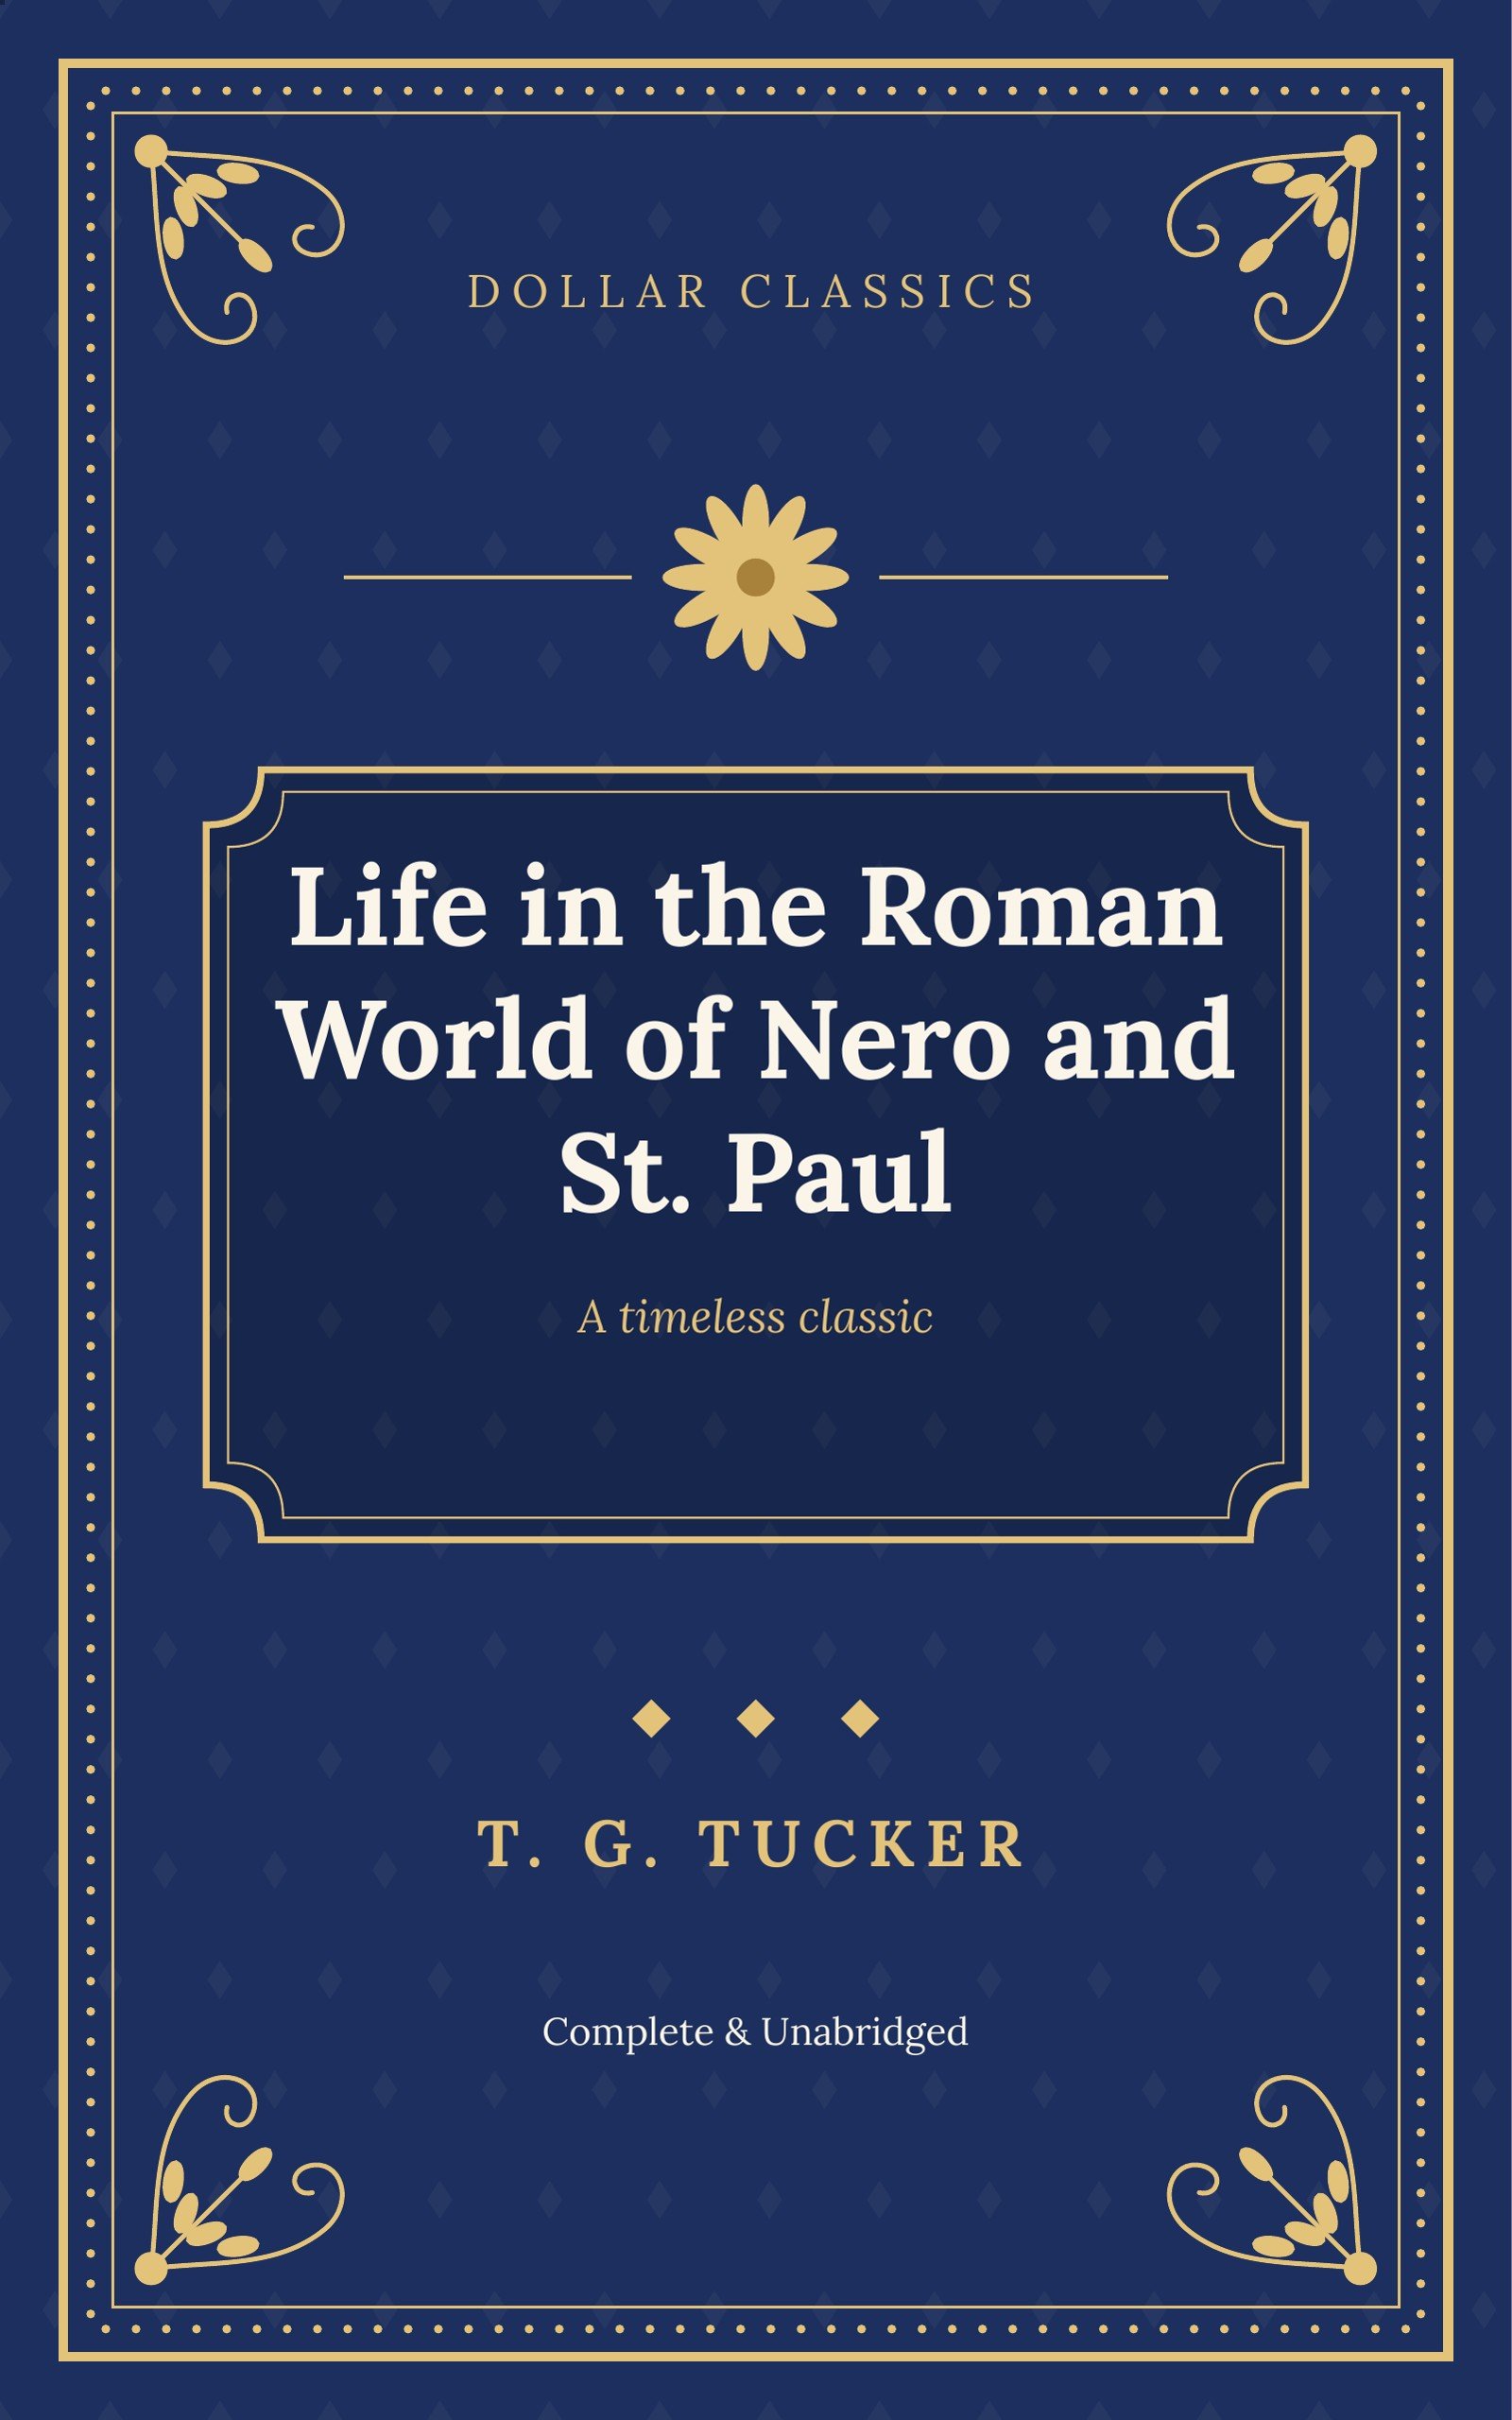 DOLLAR CLASSICS
Life in the Roman
World of Nero and
St. Paul
A timeless classic
T. G. TUCKER
Complete & Unabridged